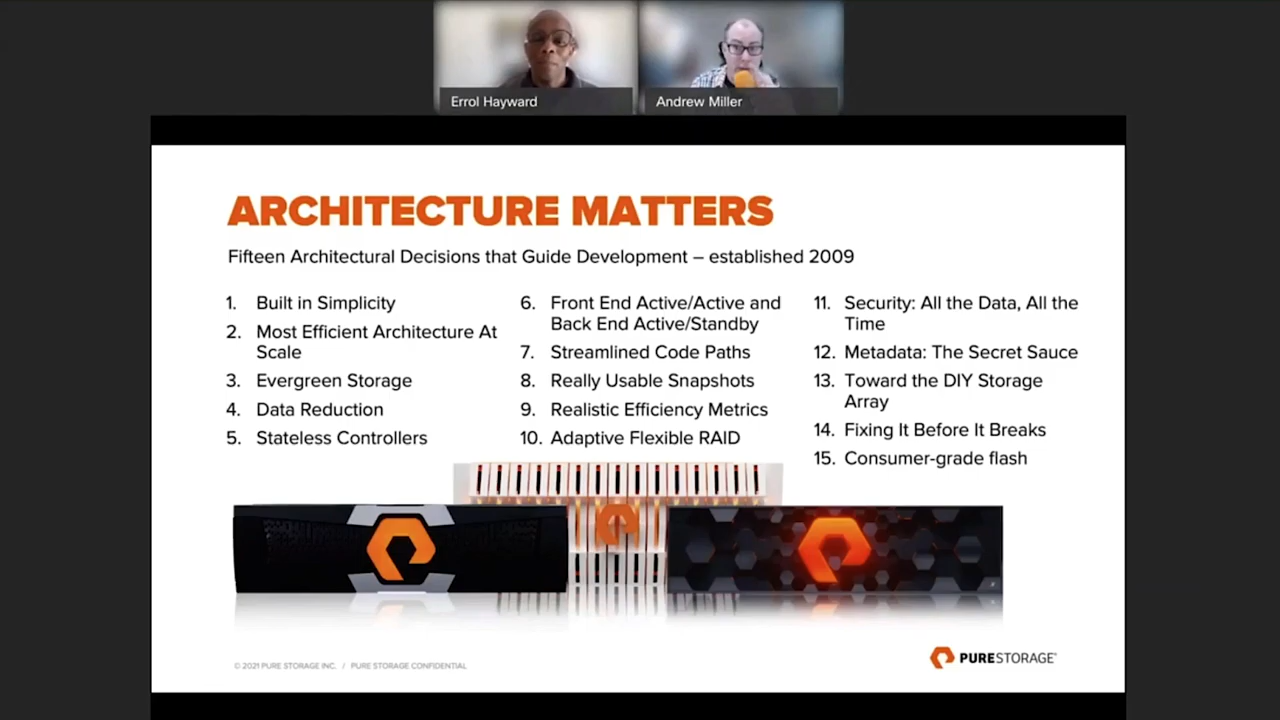 Errol Hayward
Andrew Miller
ARCHITECTURE MATTERS
Fifteen Architectural Decisions that Guide Development – established 2009
1. Built in Simplicity
2. Most Efficient Architecture At
Scale
3. Evergreen Storage
4. Data Reduction
5. Stateless Controllers
6. Front End Active/Active and
Back End Active/Standby
7. Streamlined Code Paths
8. Really Usable Snapshots
9. Realistic Efficiency Metrics
10. Adaptive Flexible RAID
11. Security: All the Data, All the
Time
12. Metadata: The Secret Sauce
13. Toward the DIY Storage
Array
14. Fixing It Before It Breaks
15. Consumer-grade flash
© 2021 PURE STORAGE INC. / PURE STORAGE CONFIDENTIAL
PURESTORAGE®